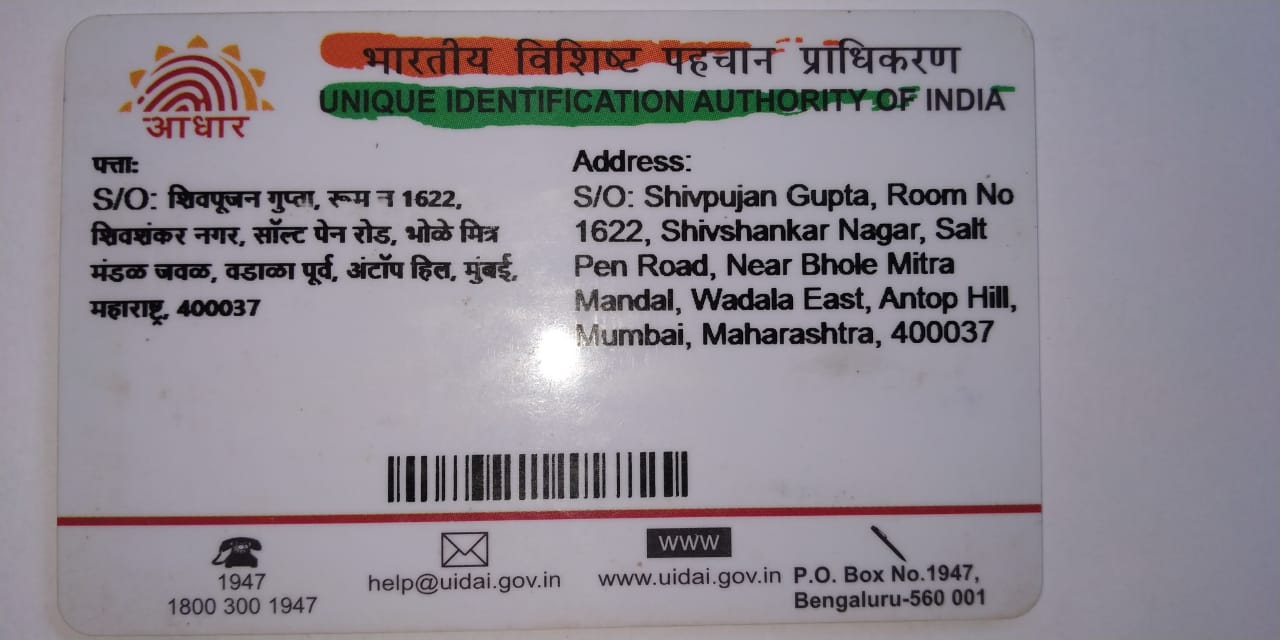 भारतीय विशिष्ट पहचान प्राधिकरण
UNIQUE IDENTIFICATION AUTHORITY OF INDIA
आधार
पत्ता:
S/O: शिवपूजन गुप्ता, रूम न 1622,
शिवशंकर नगर, सॉल्ट पेन रोड, भोळे मित्र
मंडळ जवळ, वडाळा पूर्व, अंटॉप हिल, मुंबई,
महाराष्ट्र, 400037
Address:
S/O: Shivpujan Gupta, Room No
1622, Shivshankar Nagar, Salt
Pen Road, Near Bhole Mitra
Mandal, Wadala East, Antop Hill,
Mumbai, Maharashtra, 400037
1947
1800 300 1947
help@uidai.gov.in
WWW
www.uidai.gov.in
P.O. Box No.1947,
Bengaluru-560 001